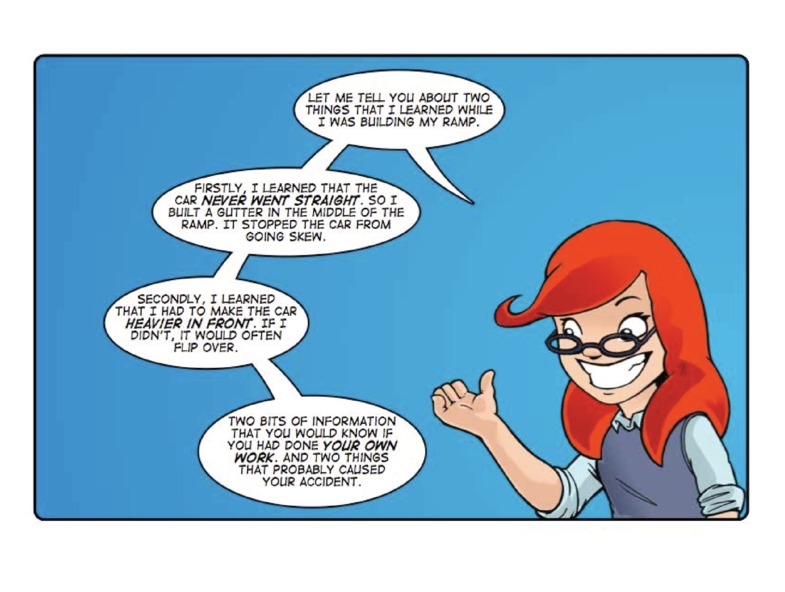 LET ME TELL YOU ABOUT TWO
THINGS THAT I LEARNED WHILE
I WAS BUILDING MY RAMP.
FIRSTLY, I LEARNED THAT THE
CAR NEVER WENT STRAIGHT. SO I
BUILT A GUTTER IN THE MIDDLE OF THE
RAMP. IT STOPPED THE CAR FROM
GOING SKEW.
SECONDLY, I LEARNED
THAT I HAD TO MAKE THE CAR
HEAVIER IN FRONT. IF I
DIDN'T, IT WOULD OFTEN
FLIP OVER.
TWO BITS OF INFORMATION
THAT YOU WOULD KNOW IF
YOU HAD DONE YOUR OWN
WORK. AND TWO THINGS
THAT PROBABLY CAUSED
YOUR ACCIDENT.